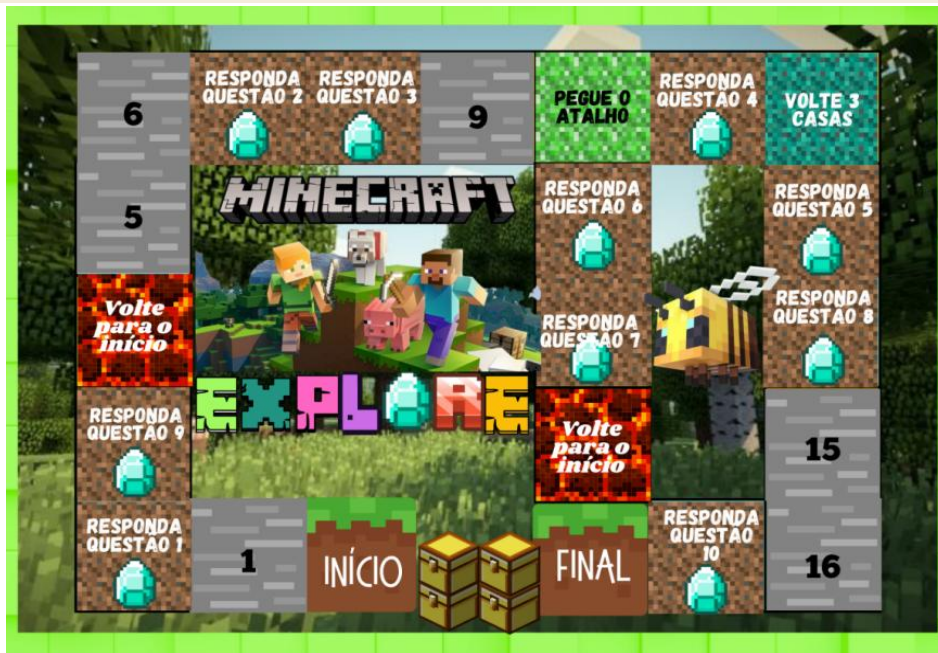 6
RESPONDA
QUESTÃO 2
RESPONDA
QUESTÃO 3
9
PEGUE O
ATALHO
RESPONDA
QUESTÃO 4
VOLTE 3
CASAS
5
MINECRAFT
RESPONDA
QUESTÃO 6
RESPONDA
QUESTÃO 5
Volte
para o
início
RESPONDA
QUESTÃO 7
RESPONDA
QUESTÃO 8
EXPLORE
RESPONDA
QUESTÃO 9
Volte
para o
início
15
RESPONDA
QUESTÃO 1
1
INÍCIO
FINAL
RESPONDA
QUESTÃO
10
16